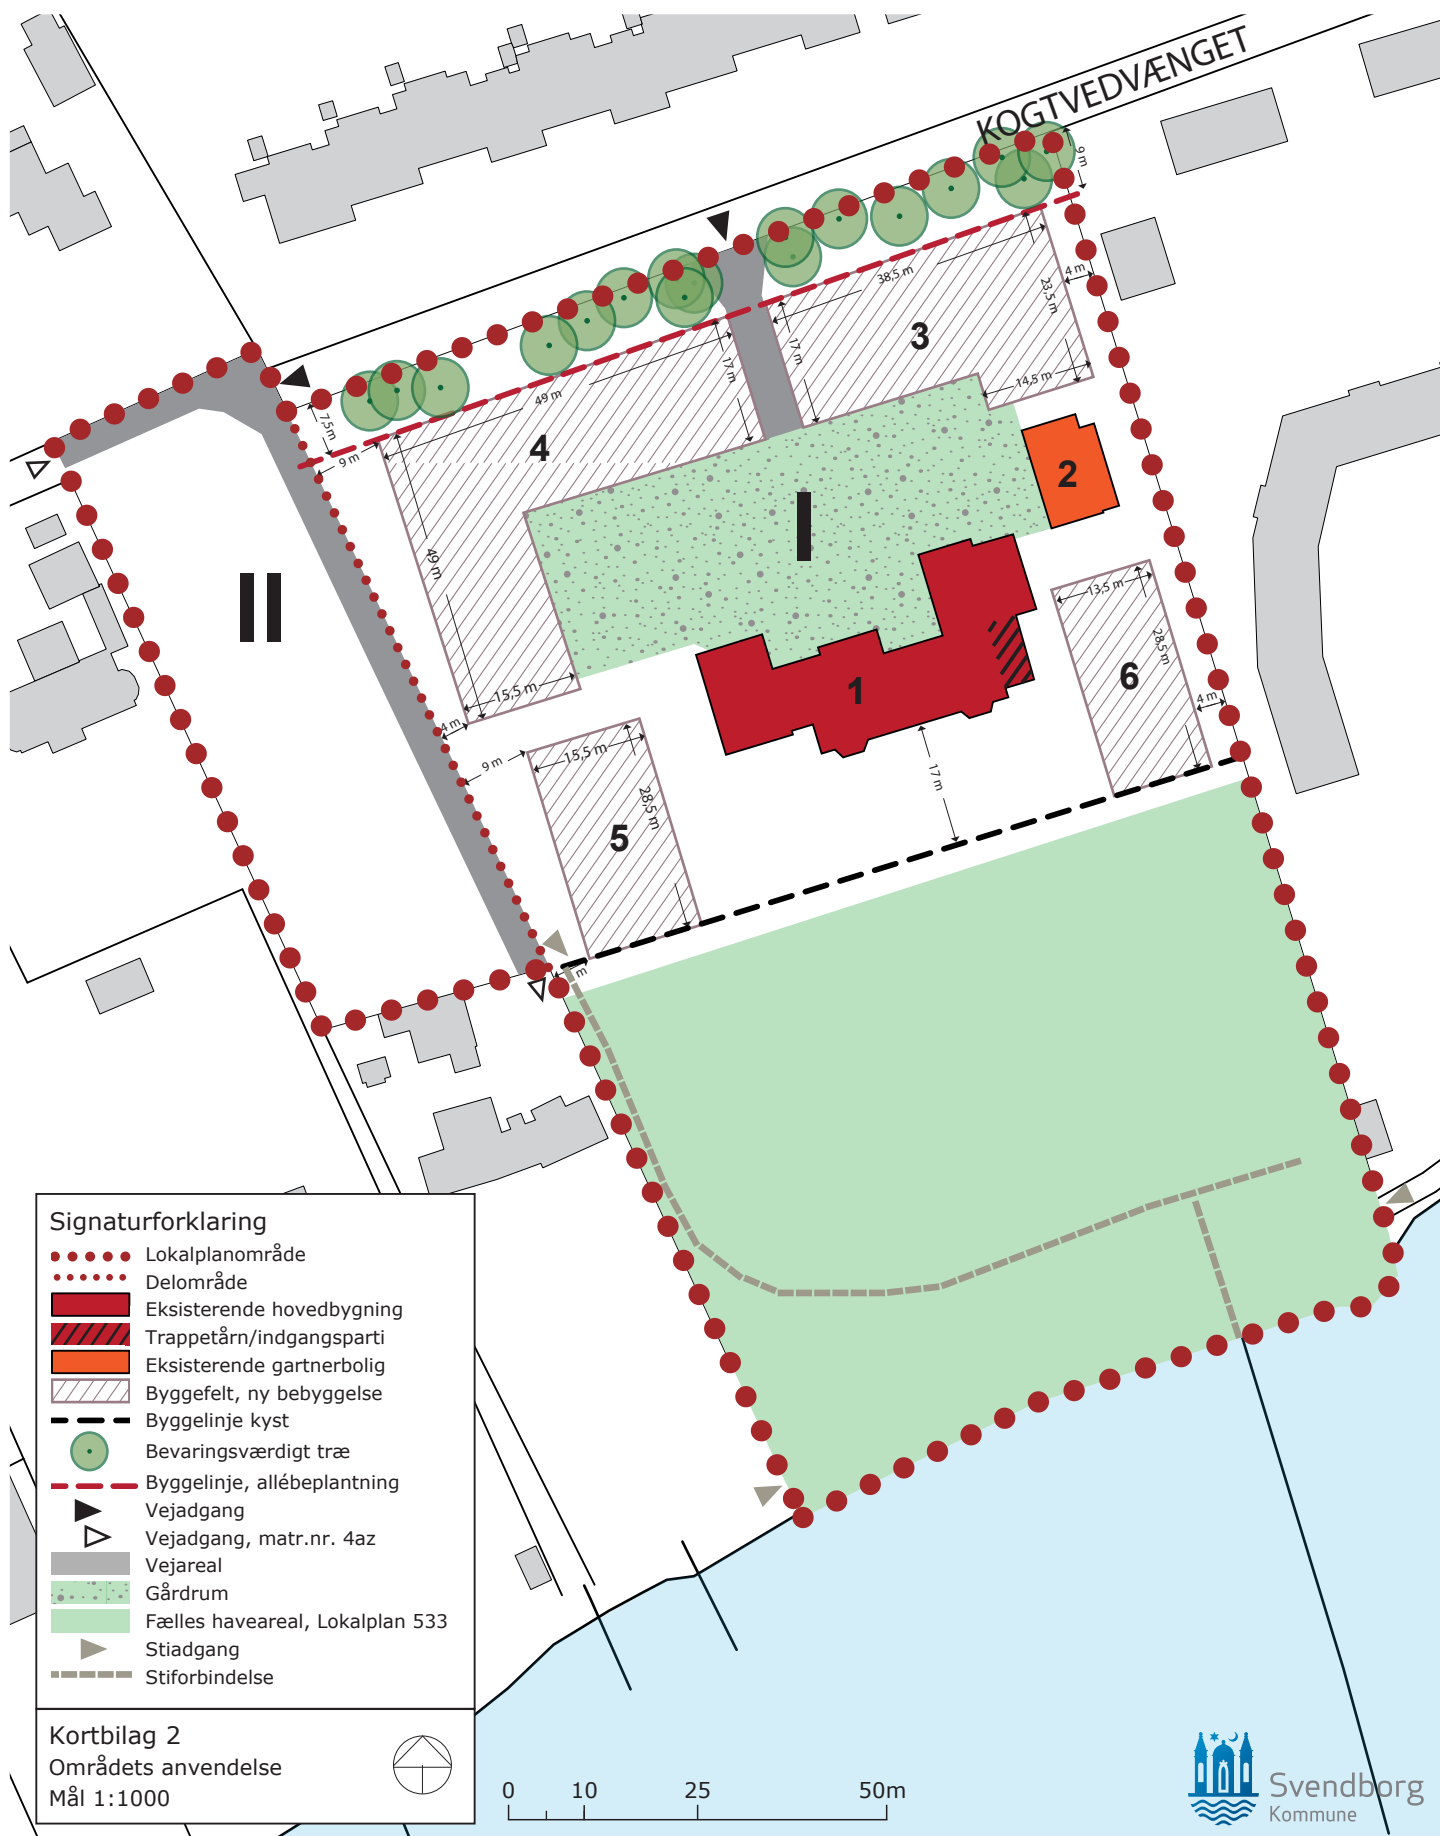 KOGTVEDVÆNGET
9 m
38,5 m
4 m
23,5 m
3
17 m
17 m
14,5 m
49 m
7,5m
9 m
4
2
I
49 m
II
13,5 m
28,5 m
6
15,5 m
1
4 m
4 m
9 m
15,5 m
17 m
28,5 m
5
m
Signaturforklaring
Lokalplanområde
Delområde
Eksisterende hovedbygning
Trappetårn/indgangsparti
Eksisterende gartnerbolig
Byggefelt, ny bebyggelse
Byggelinje kyst
Bevaringsværdigt træ
Byggelinje, allébeplantning
Vejadgang
Vejadgang, matr.nr. 4az
Vejareal
Gårdrum
Fælles haveareal, Lokalplan 533
Stiadgang
Stiforbindelse
Kortbilag 2
Områdets anvendelse
Mål 1:1000
0 10 25 50m
Svendborg
Kommune